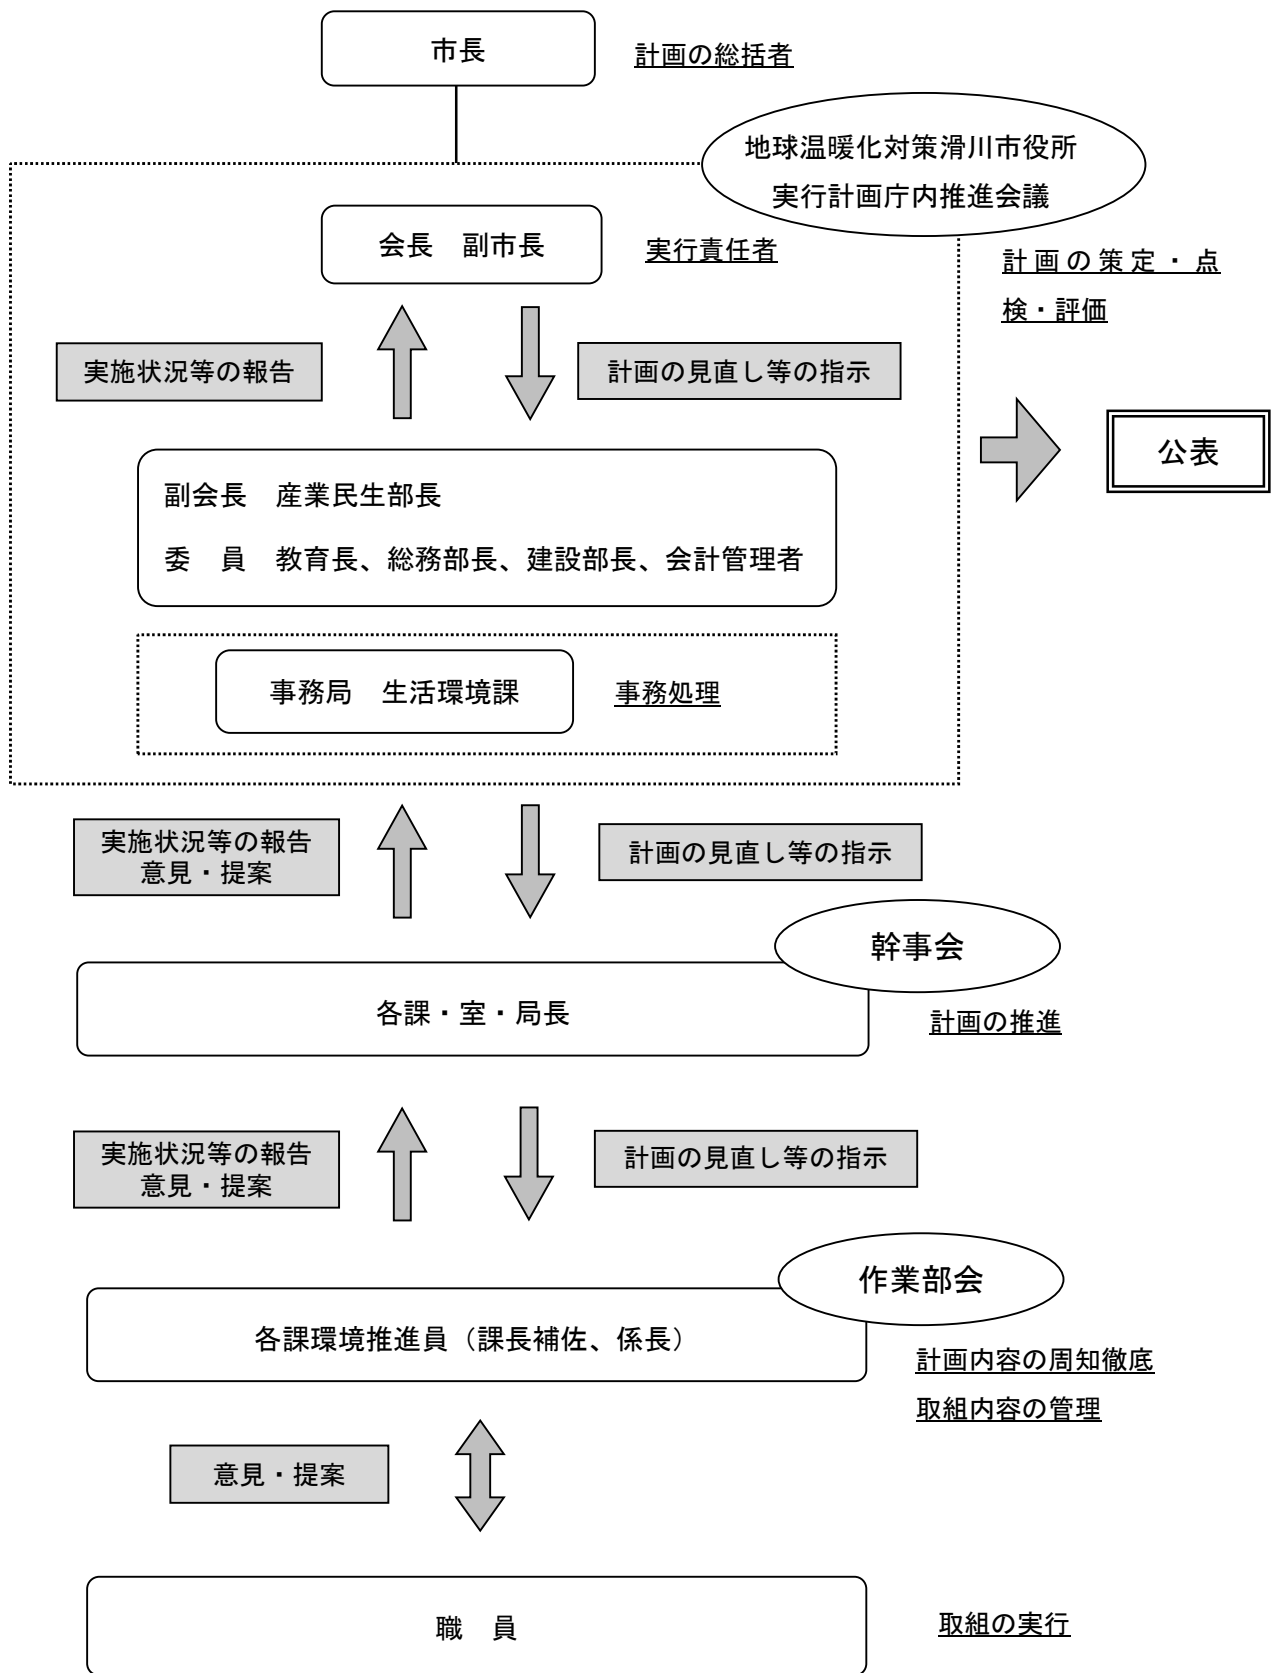 市長
計画の総括者
地球温暖化対策滑川市役所
実行計画庁内推進会議
会長　副市長
実行責任者
計画の策定・点
検・評価
実施状況等の報告
計画の見直し等の指示
公表
副会長　産業民生部長
委　員　教育長、総務部長、建設部長、会計管理者
事務局　生活環境課
事務処理
実施状況等の報告
意見・提案
計画の見直し等の指示
幹事会
各課・室・局長
計画の推進
実施状況等の報告
意見・提案
計画の見直し等の指示
作業部会
各課環境推進員（課長補佐、係長）
計画内容の周知徹底
取組内容の管理
意見・提案
職　員
取組の実行